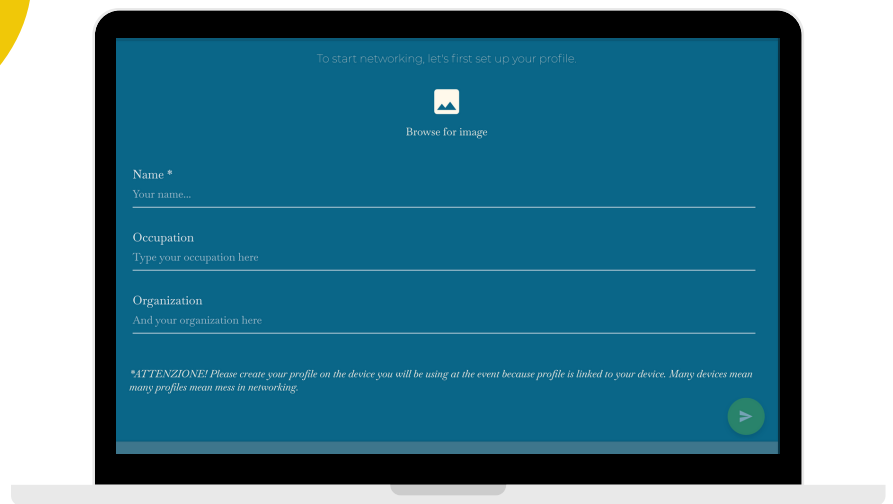 To start networking, let's first set up your profile.
Browse for image
Name *
Your name...
Occupation
Type your occupation here
Organization
And your organization here
*ATTENZIONE! Please create your profile on the device you will be using at the event because profile is linked to your device. Many devices mean
many profiles mean mess in networking.